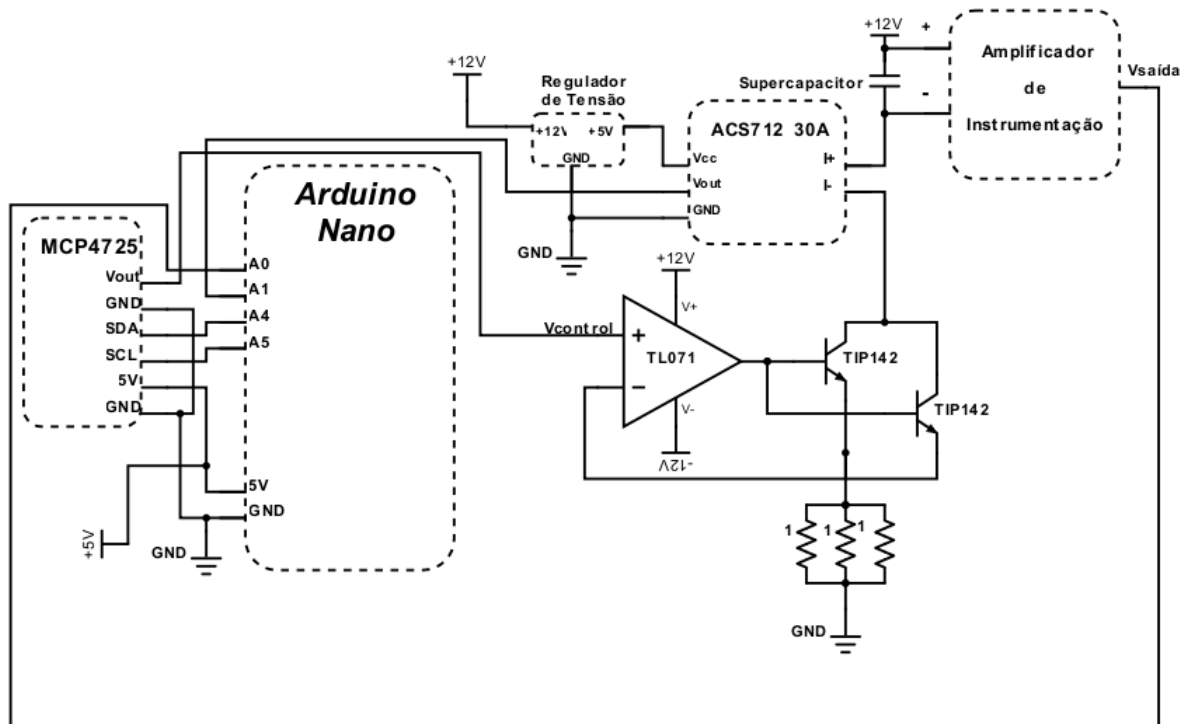 +12V
+
Amplificador
de
Instrumentação
Vsaída
+12V
Regulador
de Tensão
Supercapacitor
-
+12V
+5V
GND
ACS712 30A
Vcc
Vout
GND
I+
I-
GND
Arduino
Nano
A0
A1
A4
A5
5V
GND
MCP4725
Vout
GND
SDA
SCL
5V
GND
+5V
GND
+12V
V+
Vcontrol
+
TL071
−
V-
-12V
TIP142
TIP142
1
1
1
GND